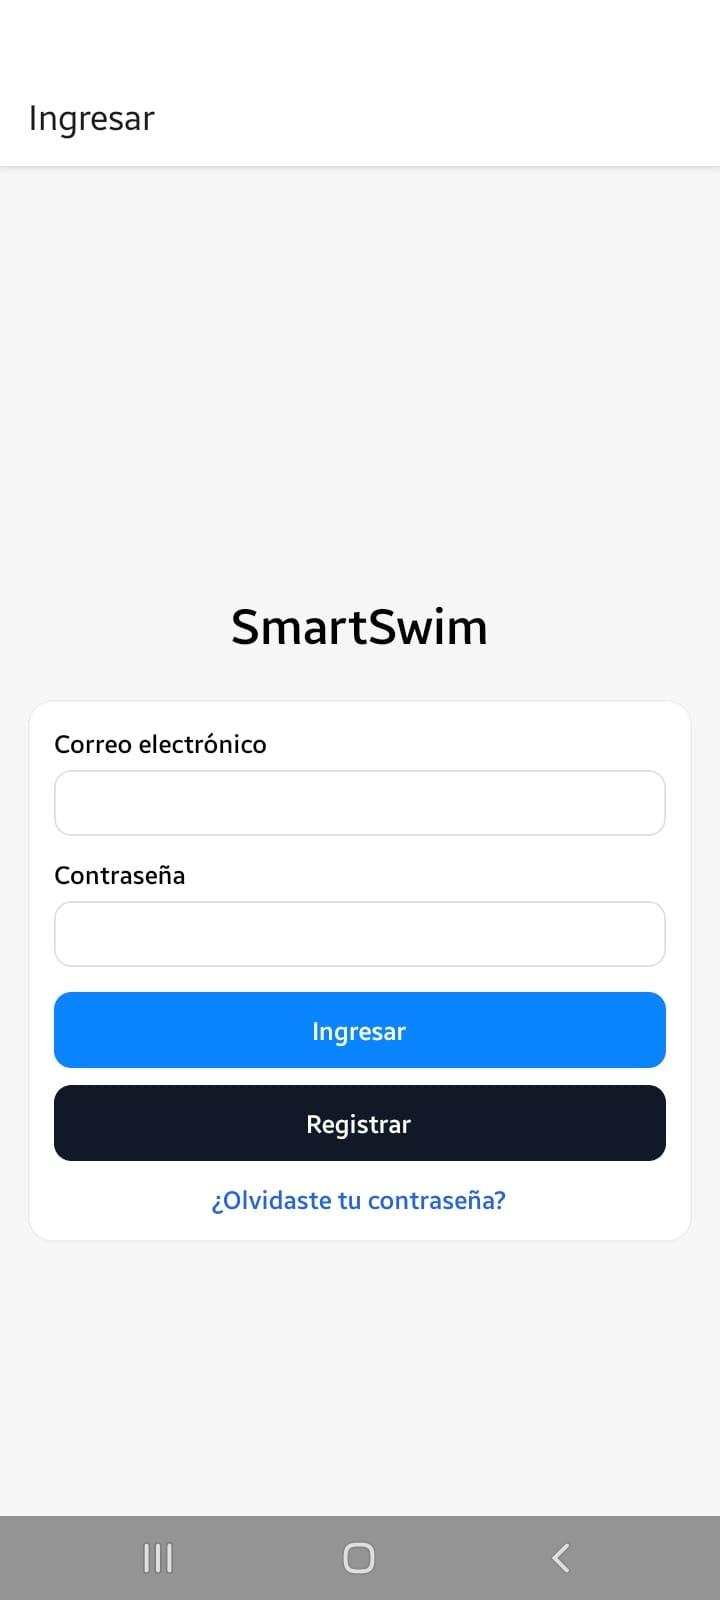 Ingresar
SmartSwim
Correo electrónico
Contraseña
Ingresar
Registrar
¿Olvidaste tu contraseña?